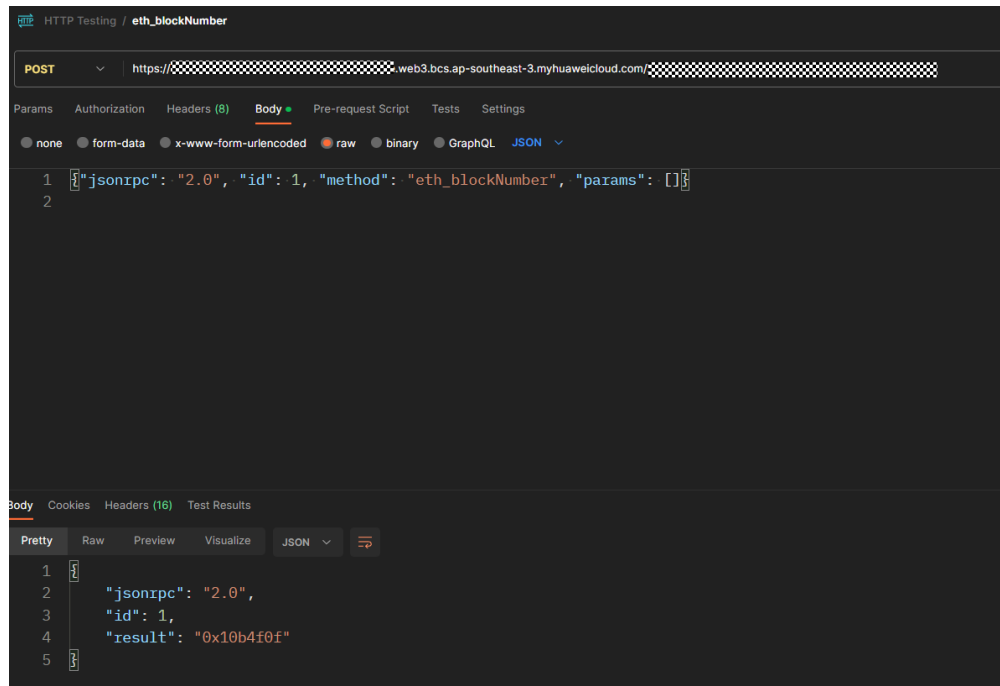 HTTP HTTP Testing / eth_blockNumber
POST https:// .web3.bcs.ap-southeast-3.myhuaweicloud.com/
Params Authorization Headers (8) Body Pre-request Script Tests Settings
none form-data x-www-form-urlencoded raw binary GraphQL JSON
1 {"jsonrpc": "2.0", "id": 1, "method": "eth_blockNumber", "params": []}
2
Body Cookies Headers (16) Test Results
Pretty Raw Preview Visualize JSON
1 {
2 "jsonrpc": "2.0",
3 "id": 1,
4 "result": "0x10b4f0f"
5 }